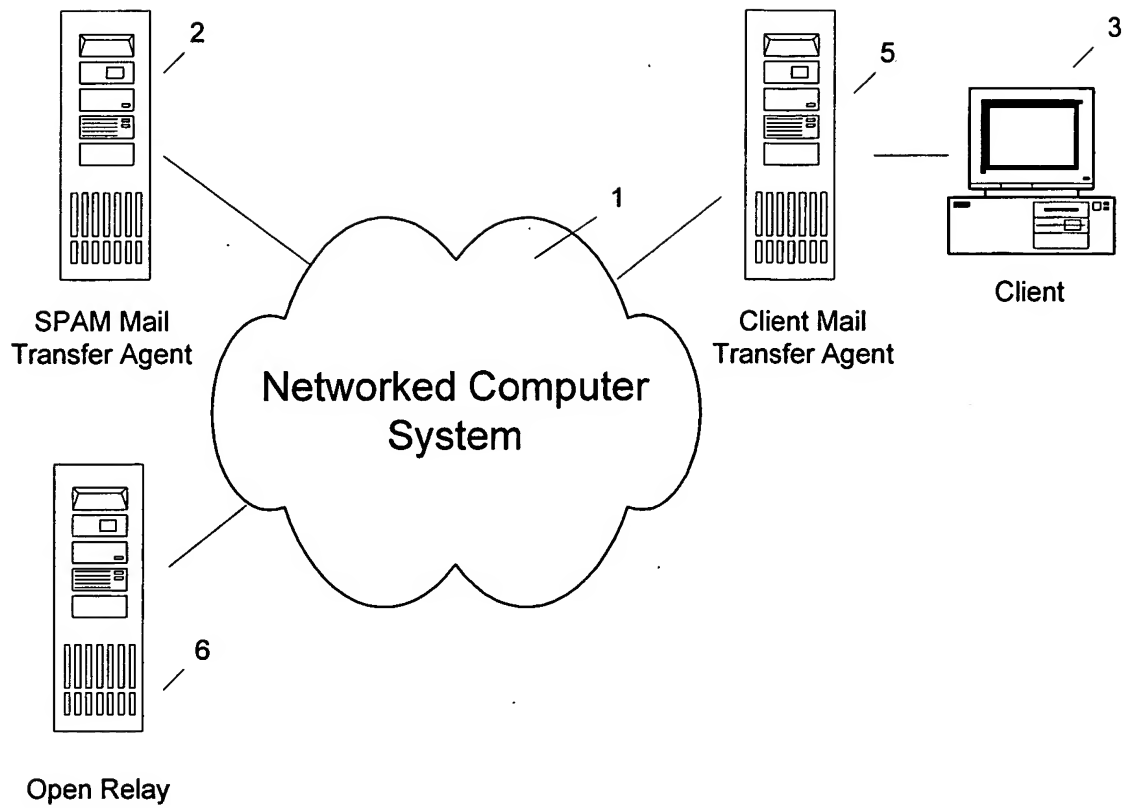 2
5
3
1
Client
SPAM Mail
Transfer Agent
Client Mail
Transfer Agent
Networked Computer
System
6
Open Relay